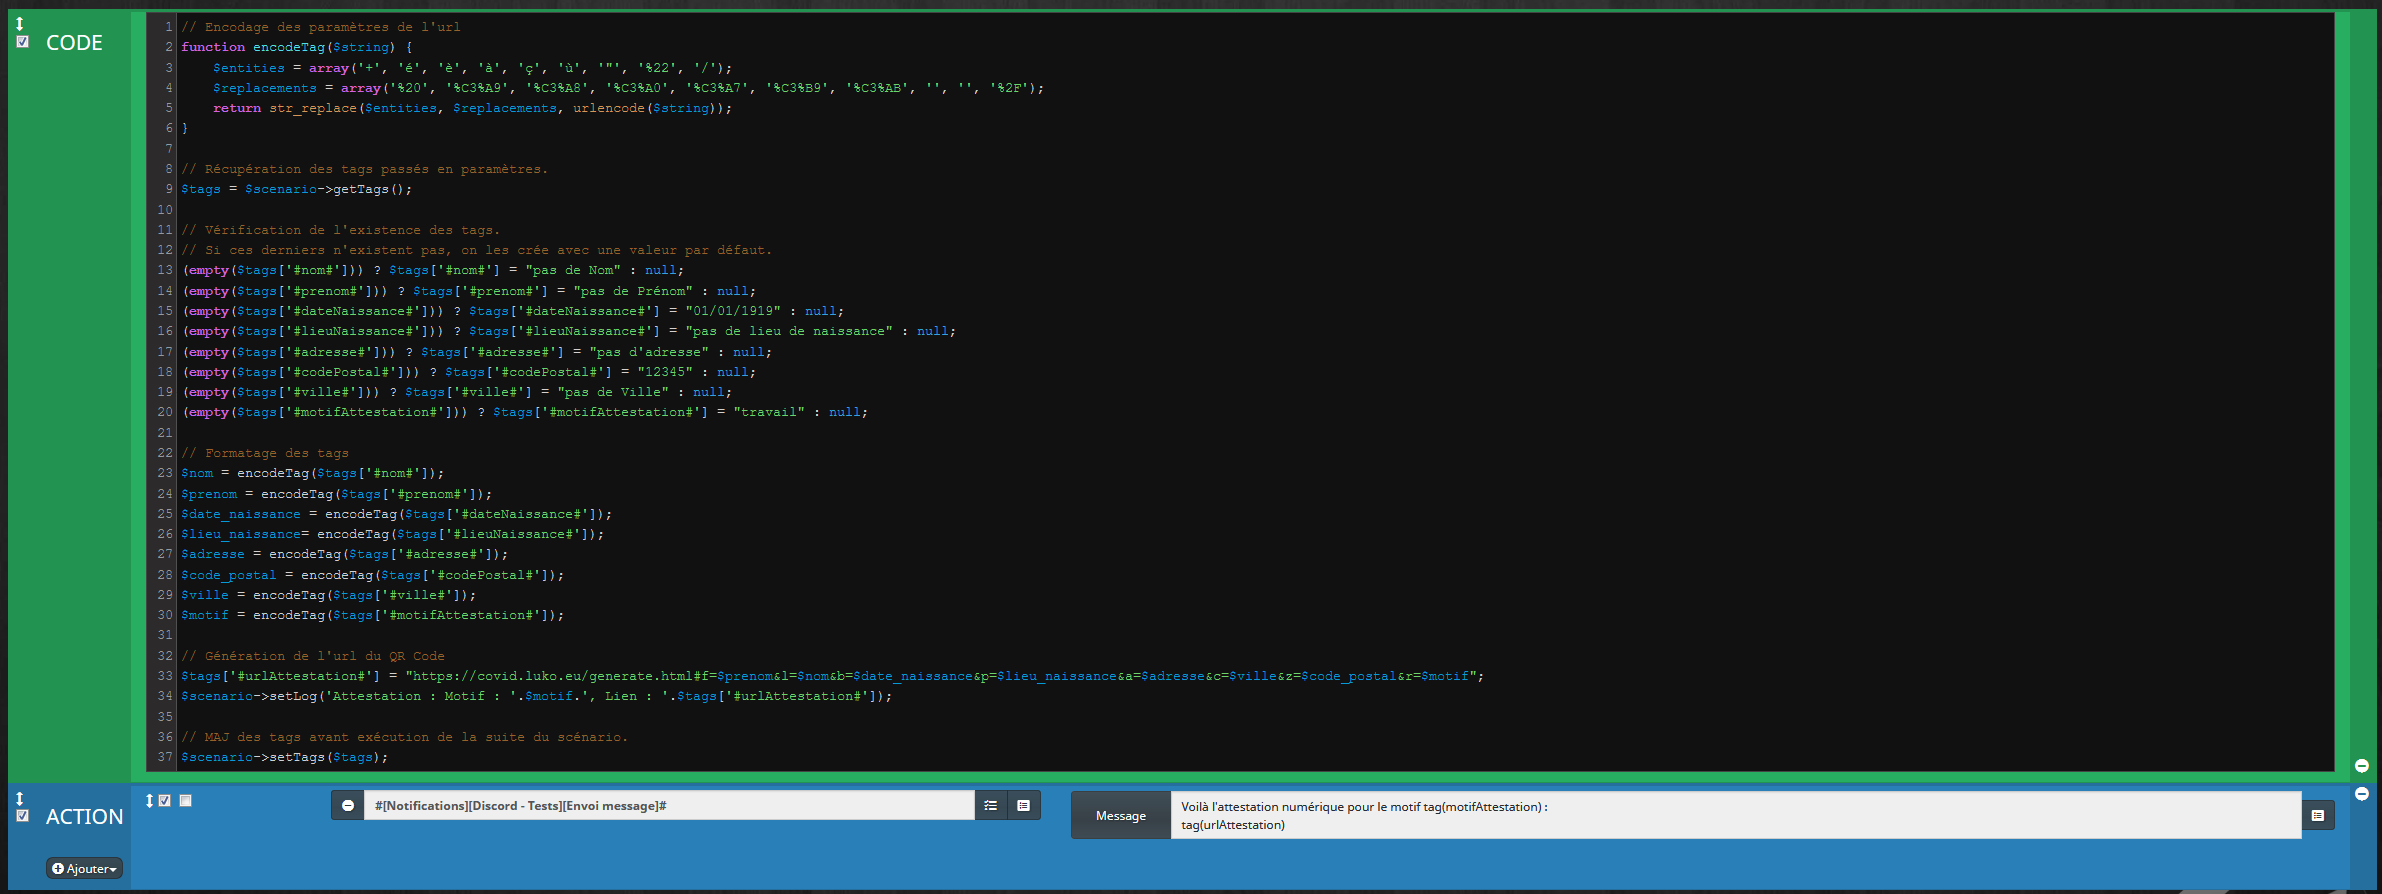 CODE
1 // Encodage des paramètres de l'url
2 function encodeTag($string) {
3     $entities = array('+', 'é', 'è', 'à', 'ç', 'ù', '"', '%22', '/');
4     $replacements = array('%20', '%C3%A9', '%C3%A8', '%C3%A0', '%C3%A7', '%C3%B9', '%C3%AB', '', '', '%2F');
5     return str_replace($entities, $replacements, urlencode($string));
6 }
7
8 // Récupération des tags passés en paramètres.
9 $tags = $scenario->getTags();
10
11 // Vérification de l'existence des tags.
12 // Si ces derniers n'existent pas, on les crée avec une valeur par défaut.
13 (empty($tags['#nom#'])) ? $tags['#nom#'] = "pas de Nom" : null;
14 (empty($tags['#prenom#'])) ? $tags['#prenom#'] = "pas de Prénom" : null;
15 (empty($tags['#dateNaissance#'])) ? $tags['#dateNaissance#'] = "01/01/1919" : null;
16 (empty($tags['#lieuNaissance#'])) ? $tags['#lieuNaissance#'] = "pas de lieu de naissance" : null;
17 (empty($tags['#adresse#'])) ? $tags['#adresse#'] = "pas d'adresse" : null;
18 (empty($tags['#codePostal#'])) ? $tags['#codePostal#'] = "12345" : null;
19 (empty($tags['#ville#'])) ? $tags['#ville#'] = "pas de Ville" : null;
20 (empty($tags['#motifAttestation#'])) ? $tags['#motifAttestation#'] = "travail" : null;
21
22 // Formatage des tags
23 $nom = encodeTag($tags['#nom#']);
24 $prenom = encodeTag($tags['#prenom#']);
25 $date_naissance = encodeTag($tags['#dateNaissance#']);
26 $lieu_naissance= encodeTag($tags['#lieuNaissance#']);
27 $adresse = encodeTag($tags['#adresse#']);
28 $code_postal = encodeTag($tags['#codePostal#']);
29 $ville = encodeTag($tags['#ville#']);
30 $motif = encodeTag($tags['#motifAttestation#']);
31
32 // Génération de l'url du QR Code
33 $tags['#urlAttestation#'] = "https://covid.luko.eu/generate.html#f=$prenom&l=$nom&b=$date_naissance&p=$lieu_naissance&a=$adresse&c=$ville&z=$code_postal&r=$motif";
34 $scenario->setLog('Attestation : Motif : '.$motif.', Lien : '.$tags['#urlAttestation#']);
35
36 // MAJ des tags avant exécution de la suite du scénario.
37 $scenario->setTags($tags);
ACTION
#[Notifications][Discord - Tests][Envoi message]#
Message
Voilà l'attestation numérique pour le motif tag(motifAttestation) :
tag(urlAttestation)
Ajouter